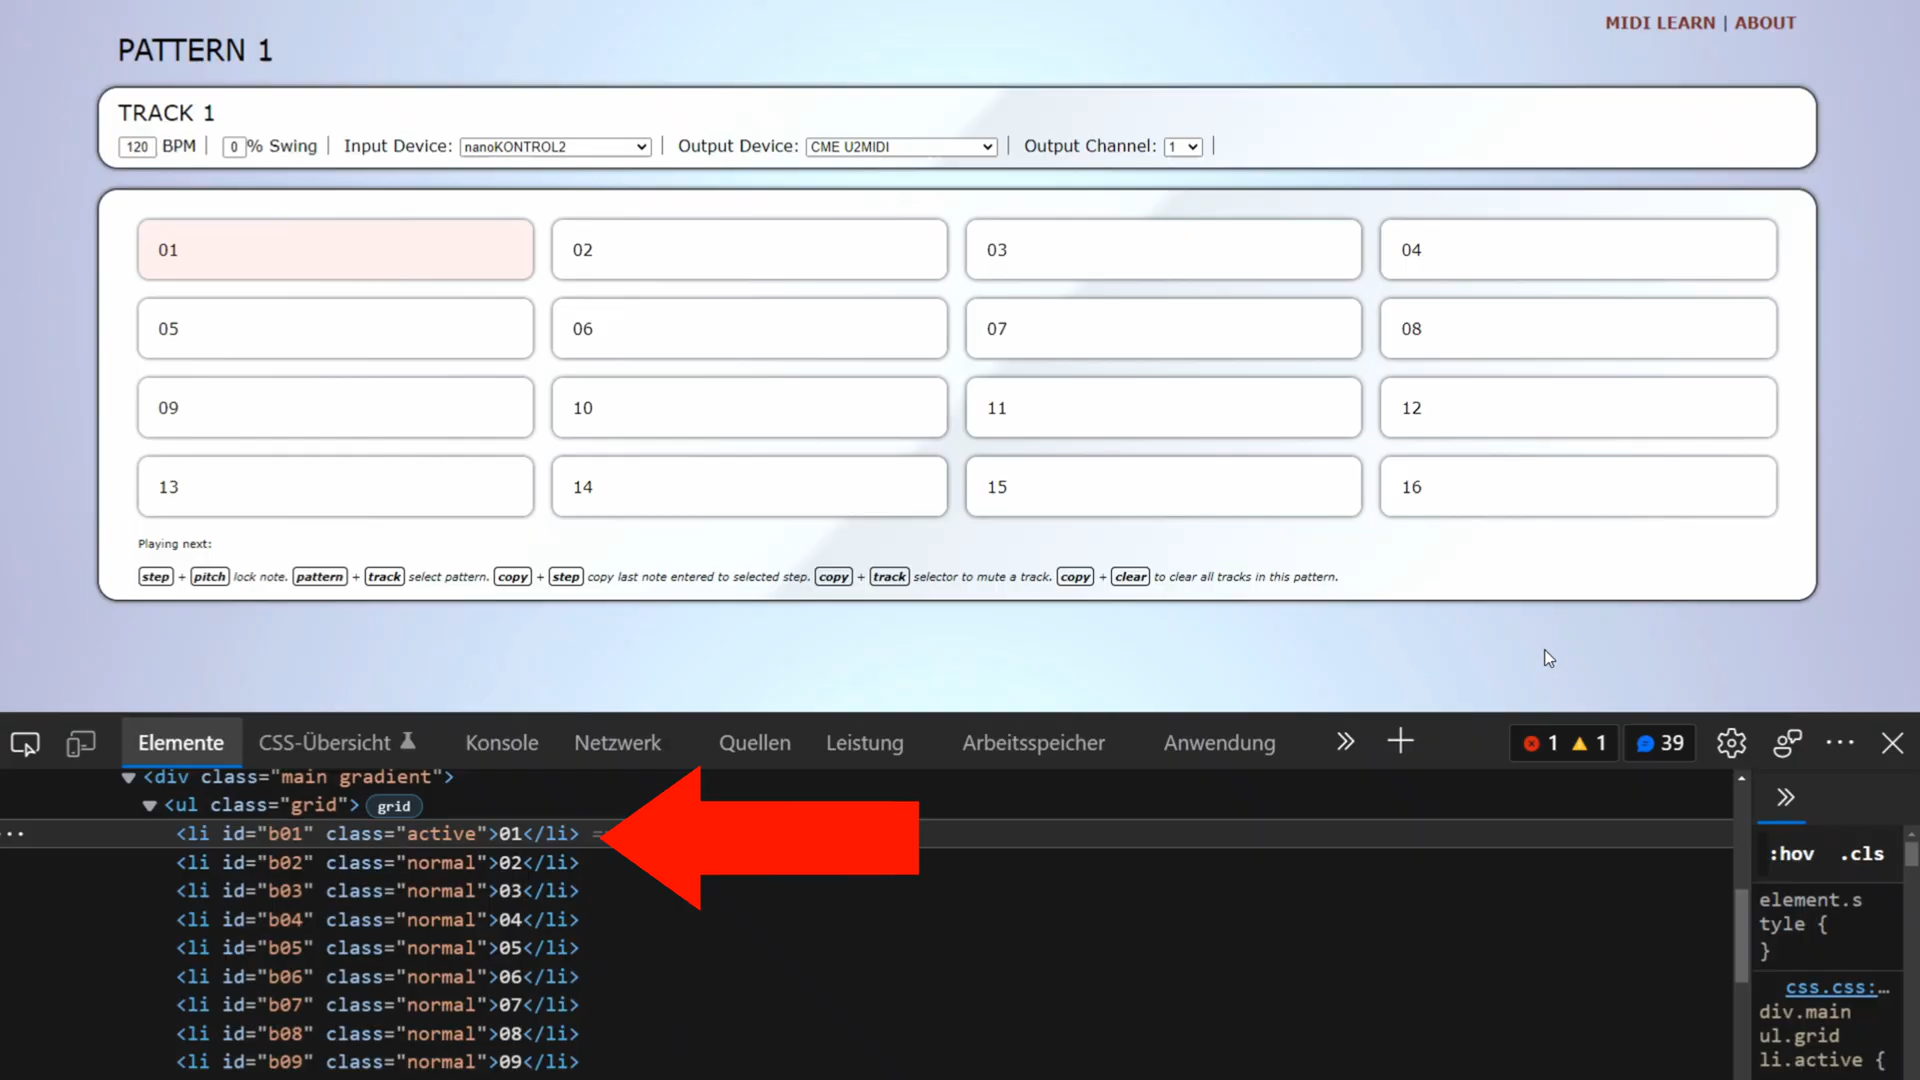 MIDI LEARN | ABOUT
PATTERN 1
TRACK 1
120 BPM | 0 % Swing | Input Device: nanoKONTROL2 | Output Device: CME U2MIDI | Output Channel: 1 |
01 02 03 04
05 06 07 08
09 10 11 12
13 14 15 16
Playing next:
step + pitch lock note. pattern + track select pattern. copy + step copy last note entered to selected step. copy + track selector to mute a track. copy + clear to clear all tracks in this pattern.
Elemente CSS-Übersicht Konsole Netzwerk Quellen Leistung Arbeitsspeicher Anwendung 1 1 39
<div class="main gradient">
<ul class="grid"> grid
<li id="b01" class="active">01</li>
<li id="b02" class="normal">02</li>
<li id="b03" class="normal">03</li>
<li id="b04" class="normal">04</li>
<li id="b05" class="normal">05</li>
<li id="b06" class="normal">06</li>
<li id="b07" class="normal">07</li>
<li id="b08" class="normal">08</li>
<li id="b09" class="normal">09</li>
:hov .cls
element.s
tyle {
}
css.css:…
div.main
ul.grid
li.active {